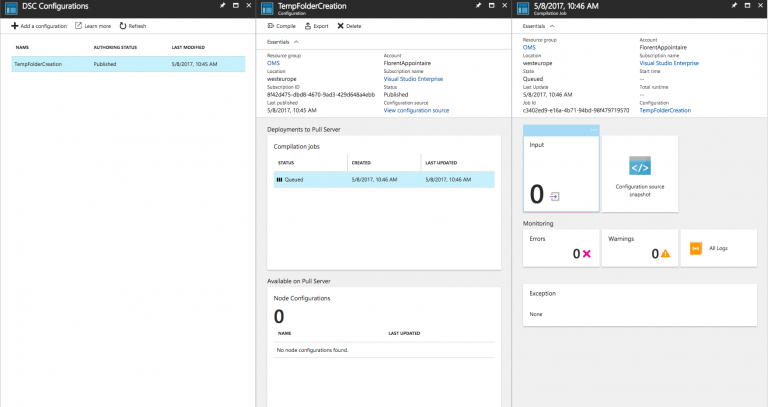 DSC Configurations
Add a configuration Learn more Refresh
NAME AUTHORING STATUS LAST MODIFIED
TempFolderCreation Published 5/8/2017, 10:45 AM
TempFolderCreation
Configuration
Compile Export Delete
Essentials
Resource group Account
OMS FlorentAppointaire
Location Subscription name
westeurope Visual Studio Enterprise
Subscription ID Status
8f42d475-dbd8-4670-9ad3-429d648a4ebb Published
Last published Configuration source
5/8/2017, 10:45 AM View configuration source
Deployments to Pull Server
Compilation jobs
STATUS CREATED LAST UPDATED
Queued 5/8/2017, 10:46 AM 5/8/2017, 10:46 AM
Available on Pull Server
Node Configurations
0
NAME LAST UPDATED
No node configurations found.
5/8/2017, 10:46 AM
Compilation Job
Essentials
Resource group Account
OMS FlorentAppointaire
Location Subscription name
westeurope Visual Studio Enterprise
State Start time
Queued --
Last Update Total runtime
5/8/2017, 10:46 AM --
Job Id Configuration
c3402ed9-e16a-4b71-94bd-98f479719570 TempFolderCreation
Input
0
</>
Configuration source
snapshot
Monitoring
Errors
0
Warnings
0
All Logs
Exception
None